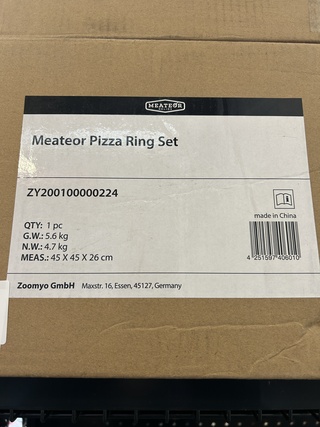 MEATEOR
Meateor Pizza Ring Set
ZY200100000224
made in China
QTY: 1 pc
G.W.: 5.6 kg
N.W.: 4.7 kg
MEAS.: 45 X 45 X 26 cm
4 251597 406010
Zoomyo GmbH Maxstr. 16, Essen, 45127, Germany